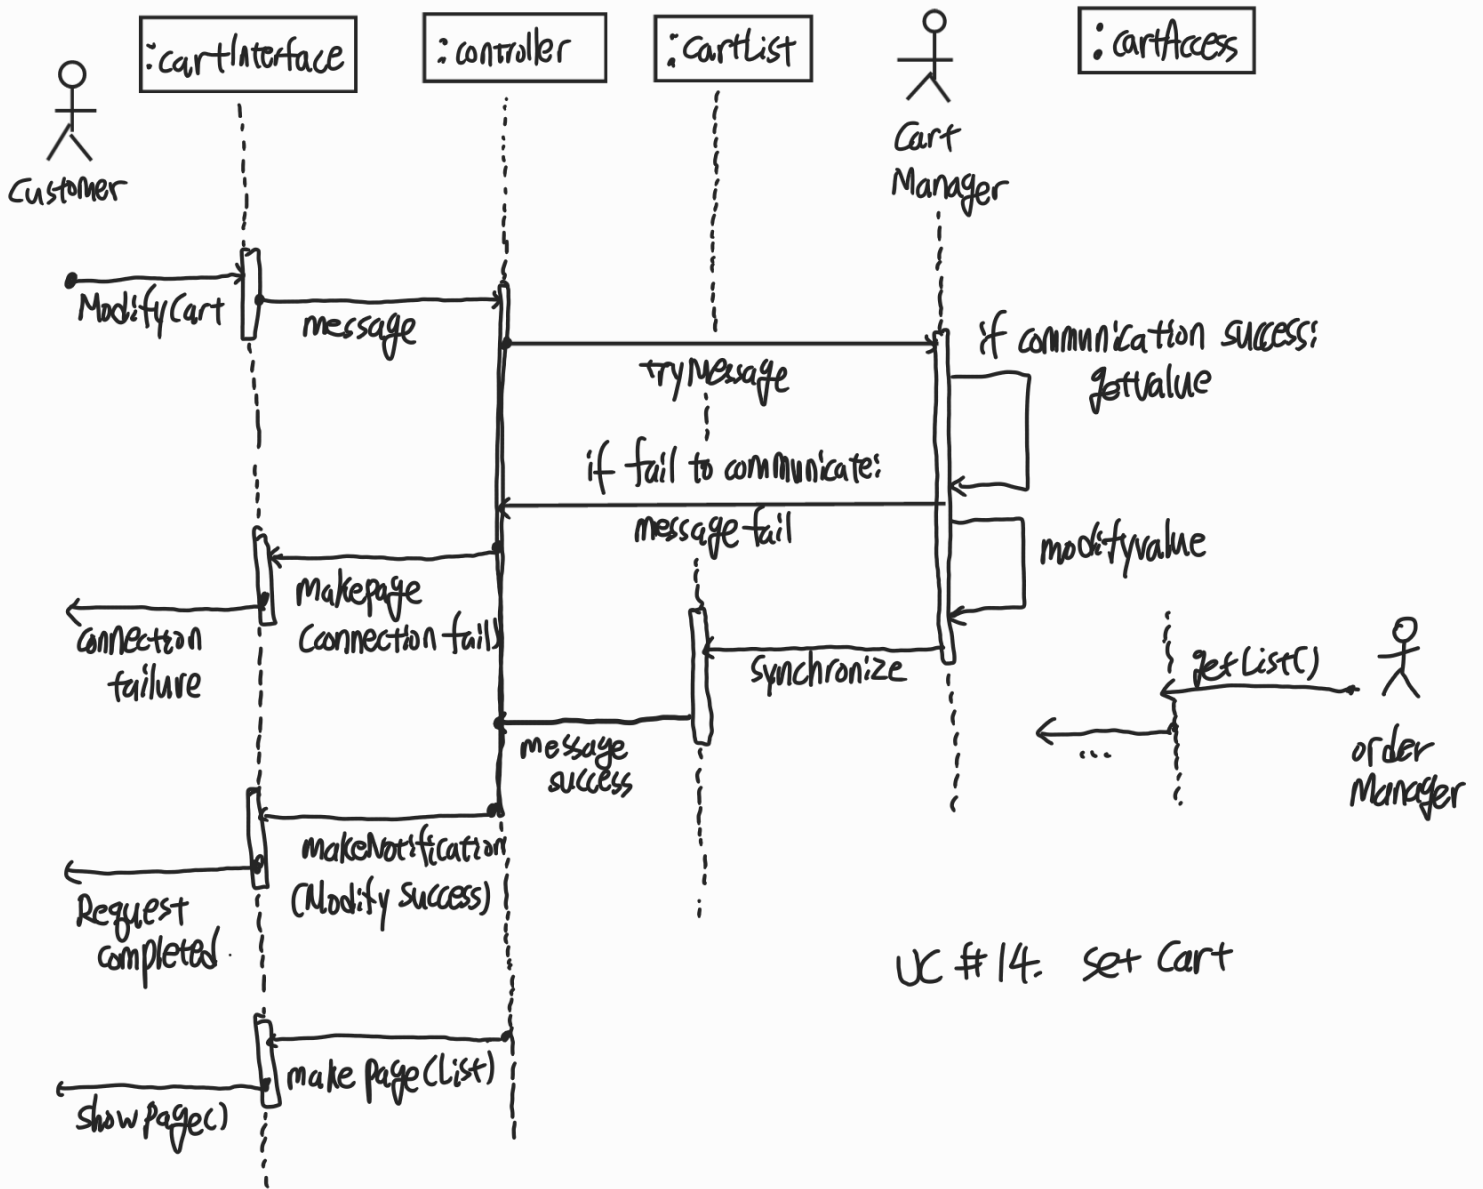 :cartInterface
:controller
:CartList
:cartAccess
Customer
Cart
Manager
ModifyCart
message
tryMessage
if communication success:
getvalue
if fail to communicate:
message fail
modifyvalue
makepage
(connection fail)
connection
failure
synchronize
getList()
message
success
...
order
Manager
makeNotification
(Modify success)
Request
completed
UC #14. Set Cart
make page(List)
show page()